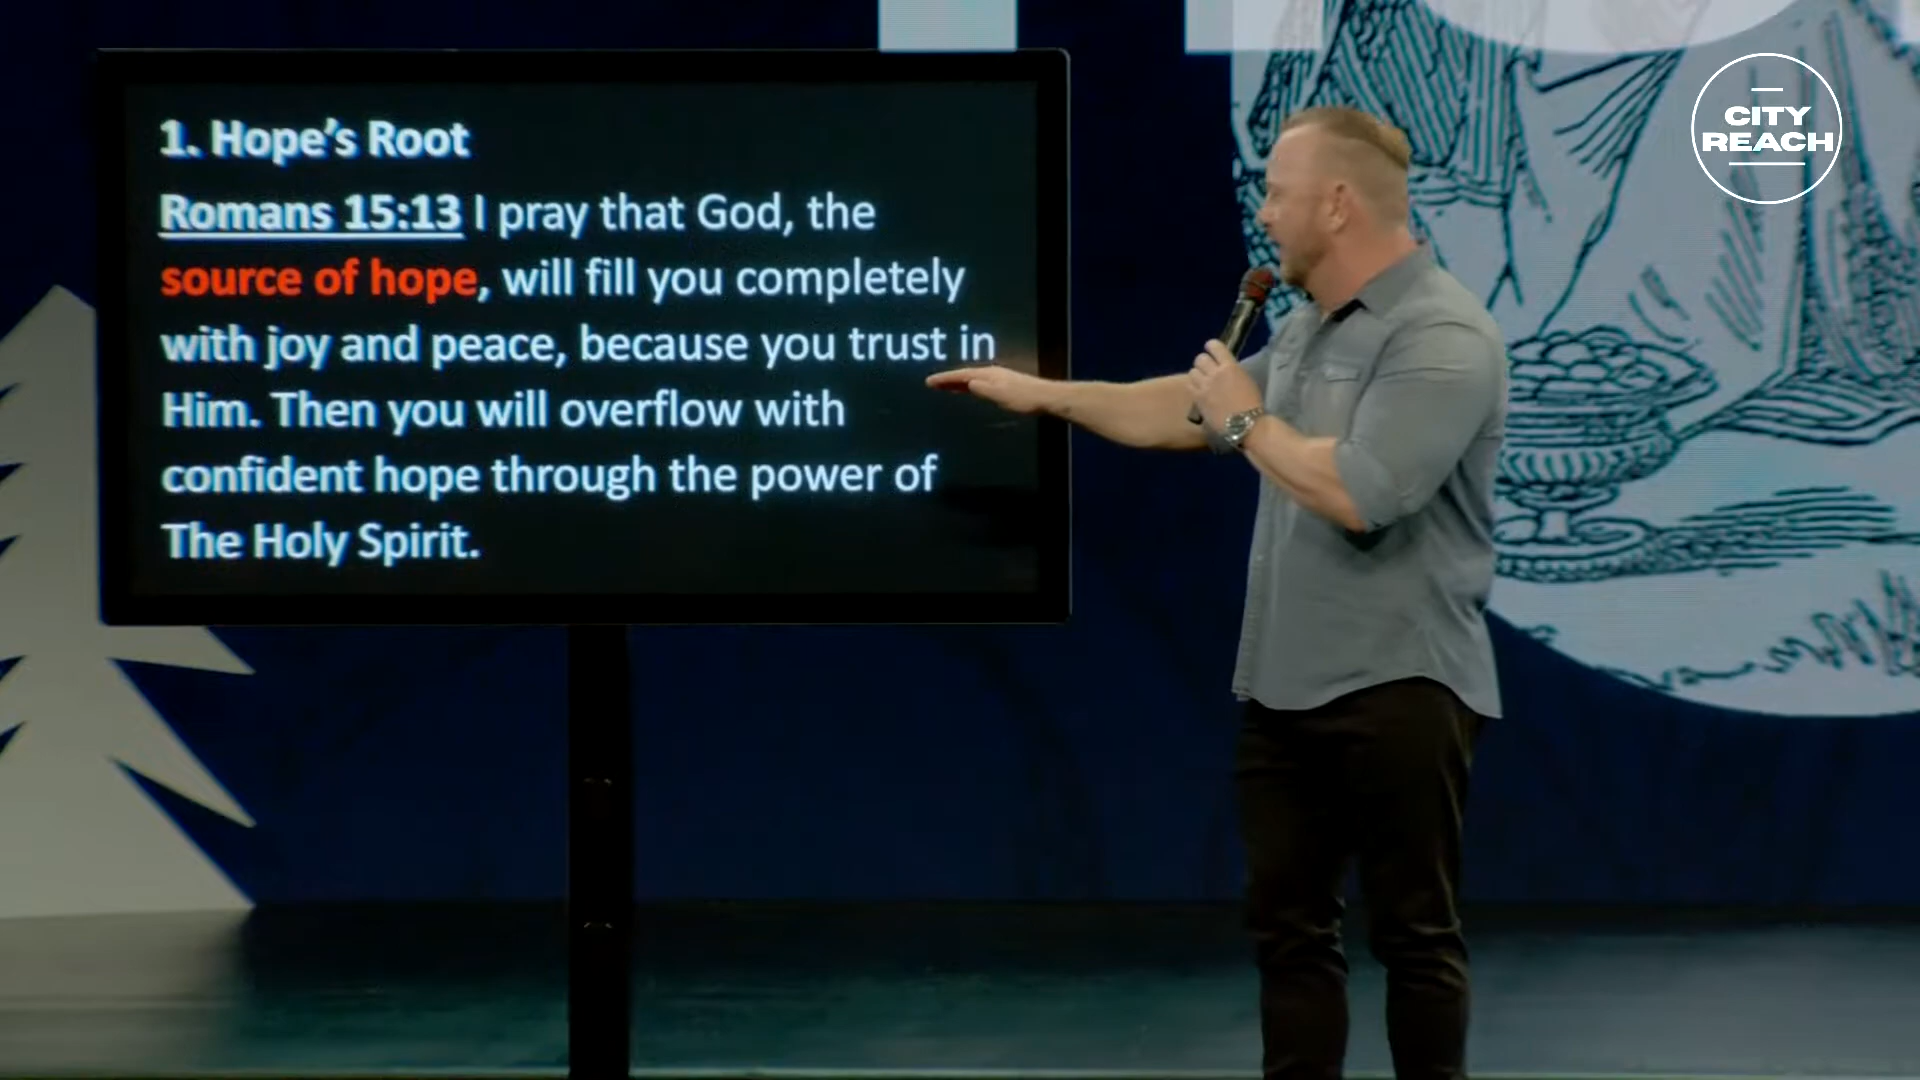 1. Hope's Root
Romans 15:13 I pray that God, the
source of hope, will fill you completely
with joy and peace, because you trust in
Him. Then you will overflow with
confident hope through the power of
The Holy Spirit.
CITY
REACH